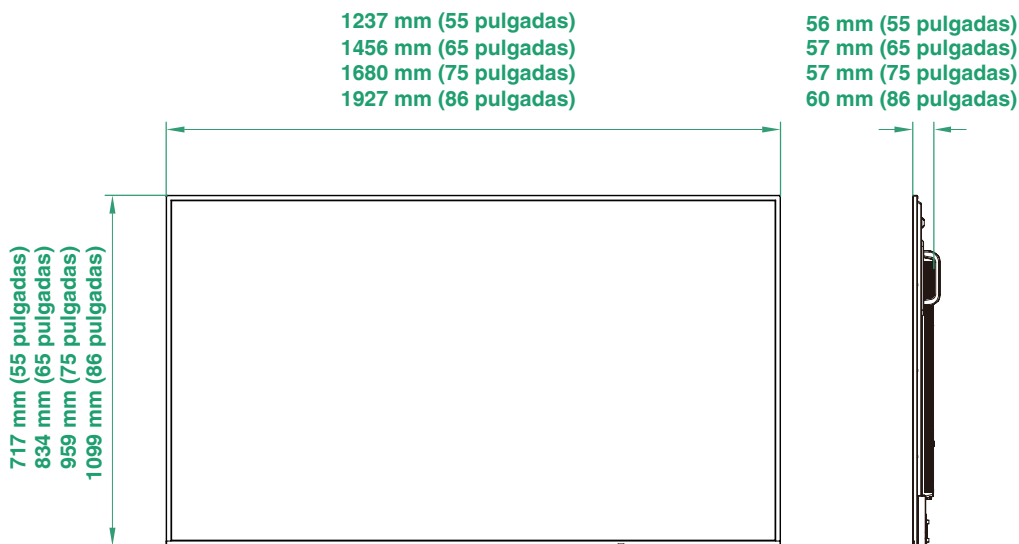 1237 mm (55 pulgadas)
1456 mm (65 pulgadas)
1680 mm (75 pulgadas)
1927 mm (86 pulgadas)
56 mm (55 pulgadas)
57 mm (65 pulgadas)
57 mm (75 pulgadas)
60 mm (86 pulgadas)
717 mm (55 pulgadas)
834 mm (65 pulgadas)
959 mm (75 pulgadas)
1099 mm (86 pulgadas)